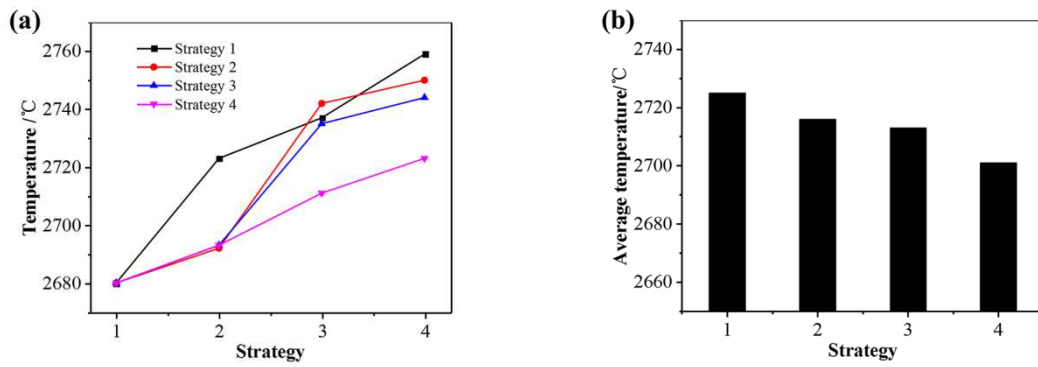 (a)
Temperature /℃
2760
2740
2720
2700
2680
Strategy 1
Strategy 2
Strategy 3
Strategy 4
1 2 3 4
Strategy
(b)
Average temperature/℃
2740
2720
2700
2680
2660
1 2 3 4
Strategy